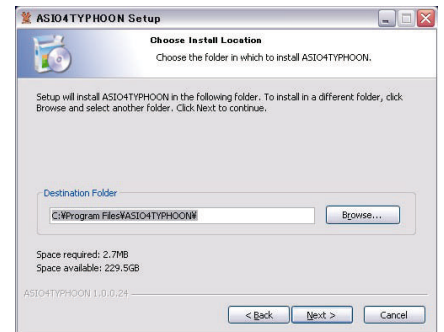 ASIO4TYPHOON Setup
Choose Install Location
Choose the folder in which to install ASIO4TYPHOON.
Setup will install ASIO4TYPHOON in the following folder. To install in a different folder, click
Browse and select another folder. Click Next to continue.
Destination Folder
C:¥Program Files¥ASIO4TYPHOON¥
Browse...
Space required: 2.7MB
Space available: 229.5GB
ASIO4TYPHOON 1.0.0.24
< Back
Next >
Cancel